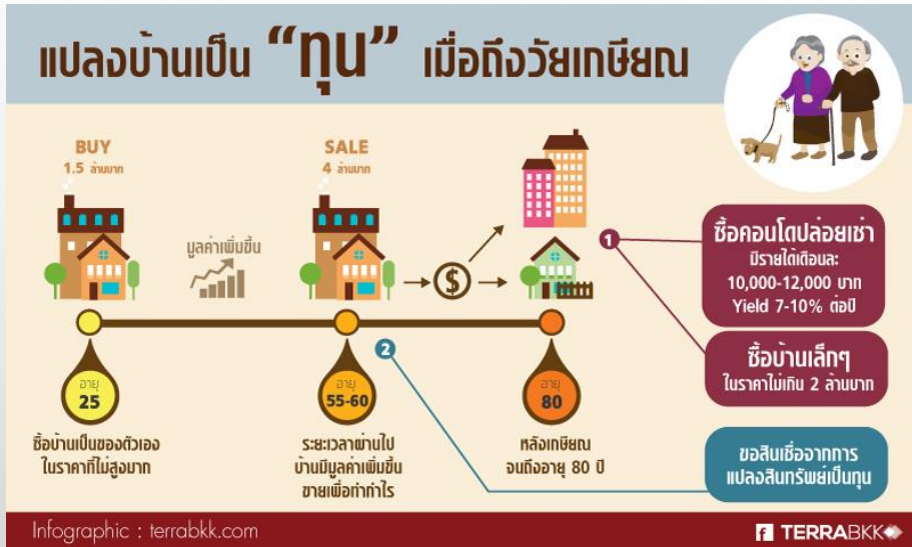 แปลงบ้านเป็น “ทุน” เมื่อถึงวัยเกษียณ
BUY
1.5 ล้านบาท
SALE
4 ล้านบาท
มูลค่าเพิ่มขึ้น
$
1
ซื้อคอนโดปล่อยเช่า
มีรายได้เดือนละ
10,000-12,000 บาท
Yield 7-10% ต่อปี
ซื้อบ้านเล็กๆ
ในราคาไม่เกิน 2 ล้านบาท
2
ขอสินเชื่อจากการ
แปลงสินทรัพย์เป็นทุน
อายุ
25
ซื้อบ้านเป็นของตัวเอง
ในราคาที่ไม่สูงมาก
อายุ
55-60
ระยะเวลาผ่านไป
บ้านมีมูลค่าเพิ่มขึ้น
ขายเพื่อทำกำไร
อายุ
80
หลังเกษียณ
จนถึงอายุ 80 ปี
Infographic : terrabkk.com
f TERRABKK